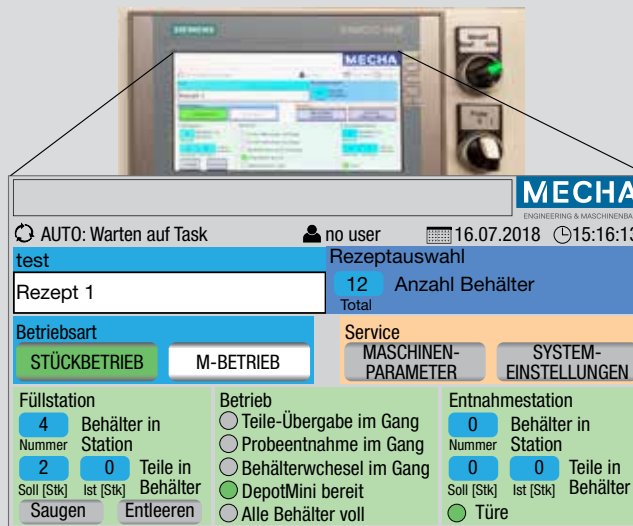 SIEMENS
MECHA
MECHA
ENGINEERING & MASCHINENBA
AUTO: Warten auf Task
no user
16.07.2018
15:16:13
test
Rezeptauswahl
Rezept 1
12 Anzahl Behälter
Total
Betriebsart
Service
STÜCKBETRIEB
M-BETRIEB
MASCHINEN-
PARAMETER
SYSTEM-
EINSTELLUNGEN
Füllstation
4 Behälter in
Nummer Station
2 0 Teile in
Soll [Stk] Ist [Stk] Behälter
Saugen Entleeren
Betrieb
Teile-Übergabe im Gang
Probeentnahme im Gang
Behälterwchesel im Gang
DepotMini bereit
Alle Behälter voll
Entnahmestation
0 Behälter in
Nummer Station
0 0 Teile in
Soll [Stk] Ist [Stk] Behälter
Türe